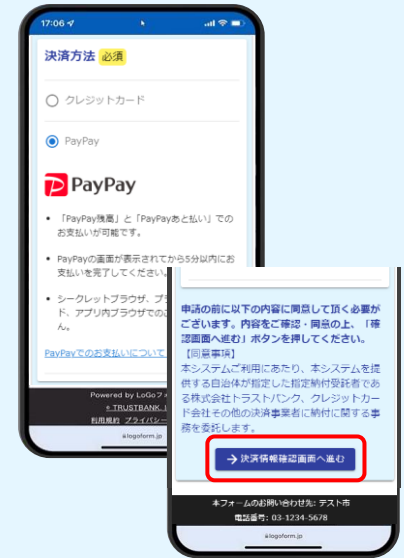 17:06
決済方法 必須
クレジットカード
PayPay
PayPay
• 「PayPay残高」と「PayPayあと払い」での
お支払いが可能です。
• PayPayの画面が表示されてから5分以内にお
支払いを完了してください。
• シークレットブラウザ、プラ
ド、アプリ内ブラウザでのご
ん。
PayPayでのお支払いについて
Powered by LoGoフォ
+ TRUSTBANK, I
利用規約 プライバシー
logoform.jp
申請の前に以下の内容に同意して頂く必要が
ございます。内容をご確認・同意の上、「確
認画面へ進む」ボタンを押してください。
【同意事項】
本システムご利用にあたり、本システムを提
供する自治体が指定した指定納付受託者であ
る株式会社トラストバンク、クレジットカー
ド会社その他の決済事業者に納付に関する事
務を委託します。
→ 決済情報確認画面へ進む
本フォームのお問い合わせ先: テスト市
電話番号: 03-1234-5678
logoform.jp